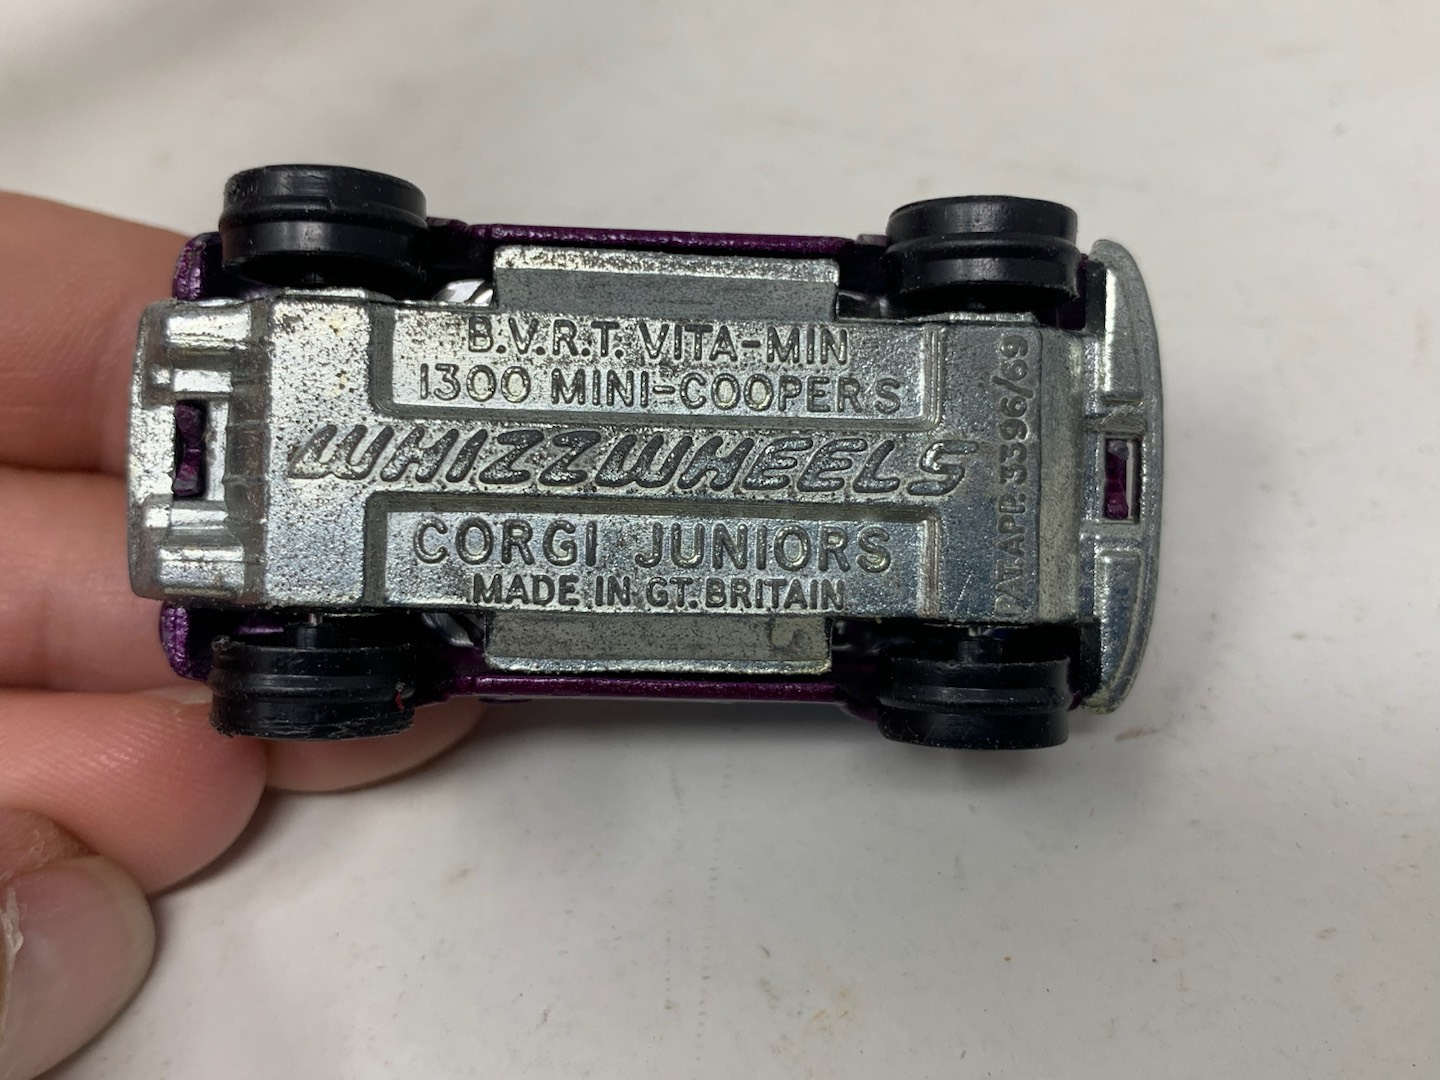 B.V.R.T. VITA-MIN
1300 MINI-COOPER S
WHIZZWHEELS
CORGI JUNIORS
MADE IN GT. BRITAIN
PAT. APP. 3396/69